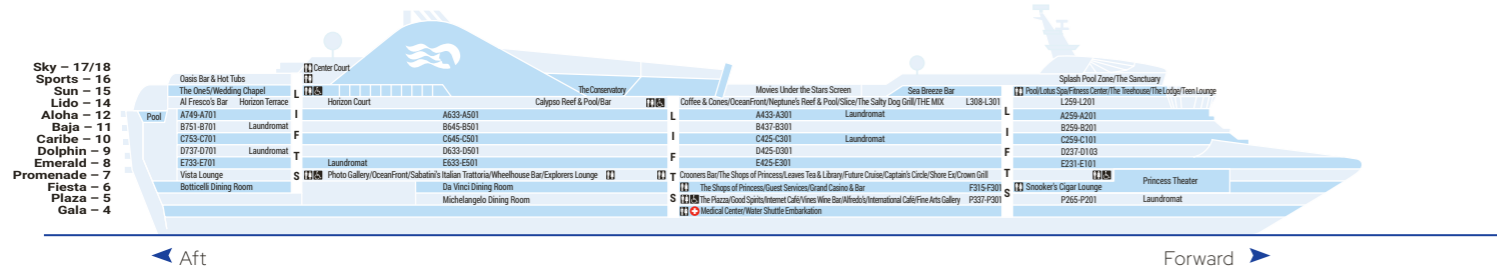 Sky – 17/18 Center Court
Sports – 16 Oasis Bar & Hot Tubs Splash Pool Zone/The Sanctuary
Sun – 15 The One5/Wedding Chapel The Conservatory Movies Under the Stars Screen Sea Breeze Bar Pool/Lotus Spa/Fitness Center/The Treehouse/The Lodge/Teen Lounge
Lido – 14 Al Fresco's Bar Horizon Terrace Horizon Court Calypso Reef & Pool/Bar Coffee & Cones/OceanFront/Neptune's Reef & Pool/Slice/The Salty Dog Grill/THE MIX L308-L301 L259-L201
Aloha – 12 Pool A749-A701 A633-A501 A433-A301 Laundromat A259-A201
Baja – 11 B751-B701 Laundromat B645-B501 B437-B301 B259-B201
Caribe – 10 C753-C701 C645-C501 C425-C301 Laundromat C259-C101
Dolphin – 9 D737-D701 Laundromat D633-D501 D425-D301 D237-D103
Emerald – 8 E733-E701 Laundromat E633-E501 E425-E301 E231-E101
Promenade – 7 Vista Lounge Photo Gallery/OceanFront/Sabatini's Italian Trattoria/Wheelhouse Bar/Explorers Lounge Crooners Bar/The Shops of Princess/Leaves Tea & Library/Future Cruise/Captain's Circle/Shore Ex/Crown Grill Princess Theater
Fiesta – 6 Botticelli Dining Room Da Vinci Dining Room The Shops of Princess/Guest Services/Grand Casino & Bar F315-F301 Snooker's Cigar Lounge
Plaza – 5 Michelangelo Dining Room The Piazza/Good Spirits/Internet Café/Vines Wine Bar/Alfredo's/International Café/Fine Arts Gallery P337-P301 P265-P201 Laundromat
Gala – 4 Medical Center/Water Shuttle Embarkation
LIFTS
LIFTS
LIFTS
Aft Forward